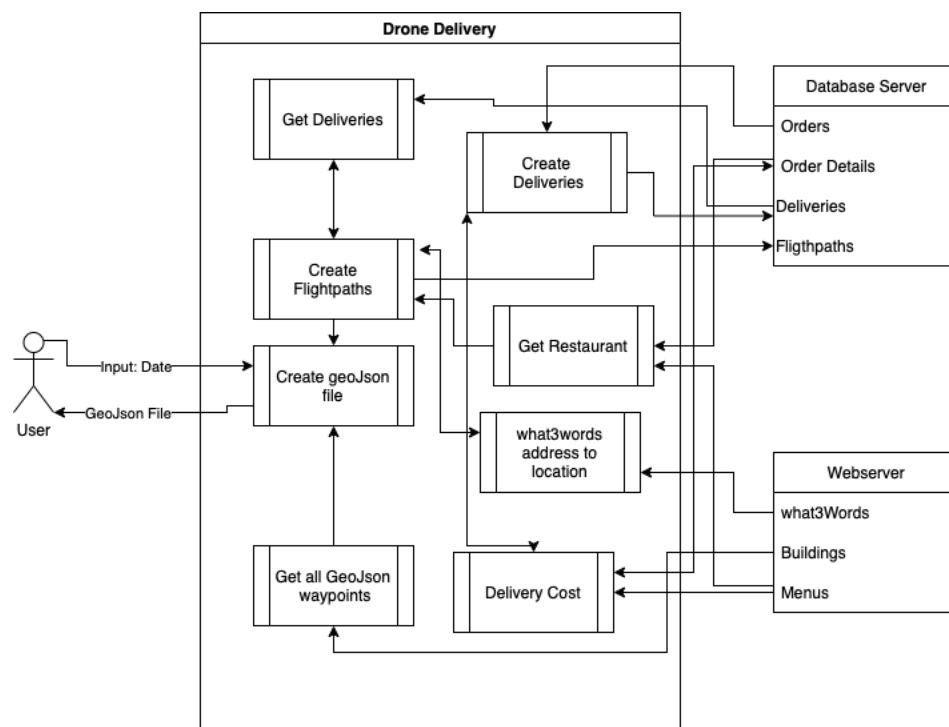 Drone Delivery
Get Deliveries
Create
Deliveries
Database Server
Orders
Order Details
Deliveries
Fligthpaths
Create
Flightpaths
Get Restaurant
Input: Date
Create geoJson
file
GeoJson File
User
what3words
address to
location
Webserver
what3Words
Buildings
Menus
Get all GeoJson
waypoints
Delivery Cost